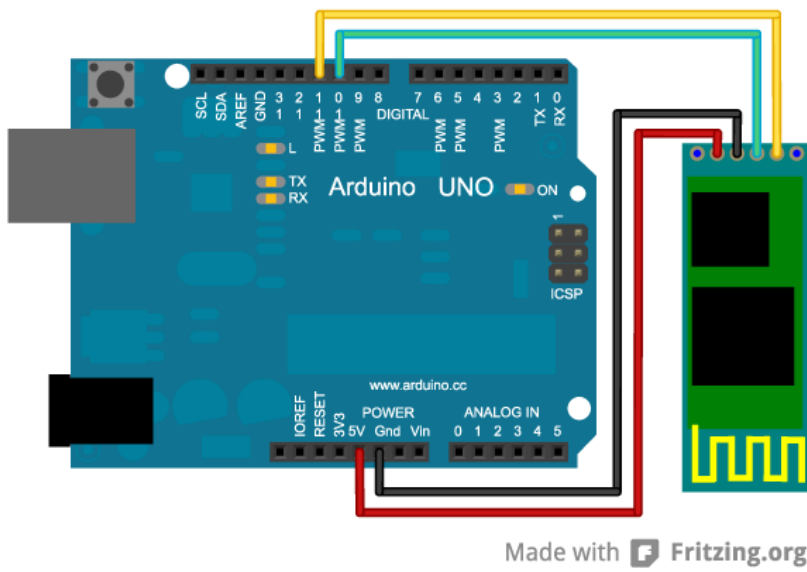 SCL SDA AREF GND 13 12 PWM 11 PWM 10 PWM 9 8
DIGITAL
7 PWM 6 PWM 5 4 PWM 3 2 TX 1 RX 0
L
TX
RX
Arduino UNO
ON
1
ICSP
www.arduino.cc
POWER
ANALOG IN
IOREF RESET 3V3 5V Gnd Vin
0 1 2 3 4 5
Made with Fritzing.org